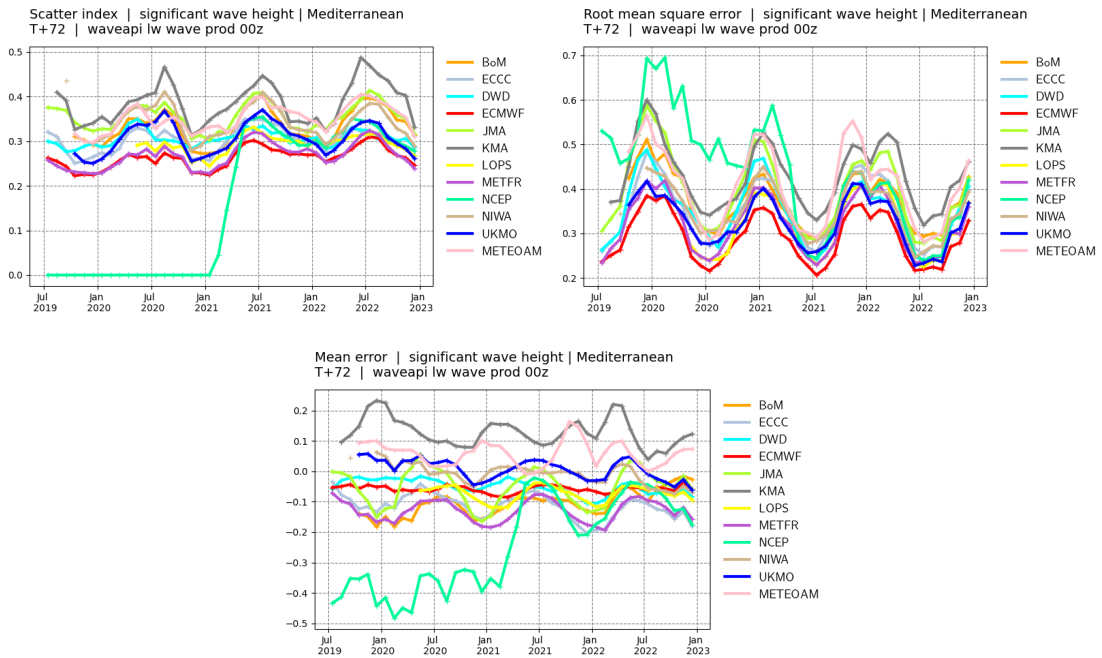 Scatter index | significant wave height | Mediterranean
T+72 | waveapi lw wave prod 00z
0.5
0.4
0.3
0.2
0.1
0.0
Jul 2019
Jan 2020
Jul 2020
Jan 2021
Jul 2021
Jan 2022
Jul 2022
Jan 2023
BoM
ECCC
DWD
ECMWF
JMA
KMA
LOPS
METFR
NCEP
NIWA
UKMO
METEOAM
Root mean square error | significant wave height | Mediterranean
T+72 | waveapi lw wave prod 00z
0.7
0.6
0.5
0.4
0.3
0.2
Jul 2019
Jan 2020
Jul 2020
Jan 2021
Jul 2021
Jan 2022
Jul 2022
Jan 2023
BoM
ECCC
DWD
ECMWF
JMA
KMA
LOPS
METFR
NCEP
NIWA
UKMO
METEOAM
Mean error | significant wave height | Mediterranean
T+72 | waveapi lw wave prod 00z
0.2
0.1
0.0
−0.1
−0.2
−0.3
−0.4
−0.5
Jul 2019
Jan 2020
Jul 2020
Jan 2021
Jul 2021
Jan 2022
Jul 2022
Jan 2023
BoM
ECCC
DWD
ECMWF
JMA
KMA
LOPS
METFR
NCEP
NIWA
UKMO
METEOAM